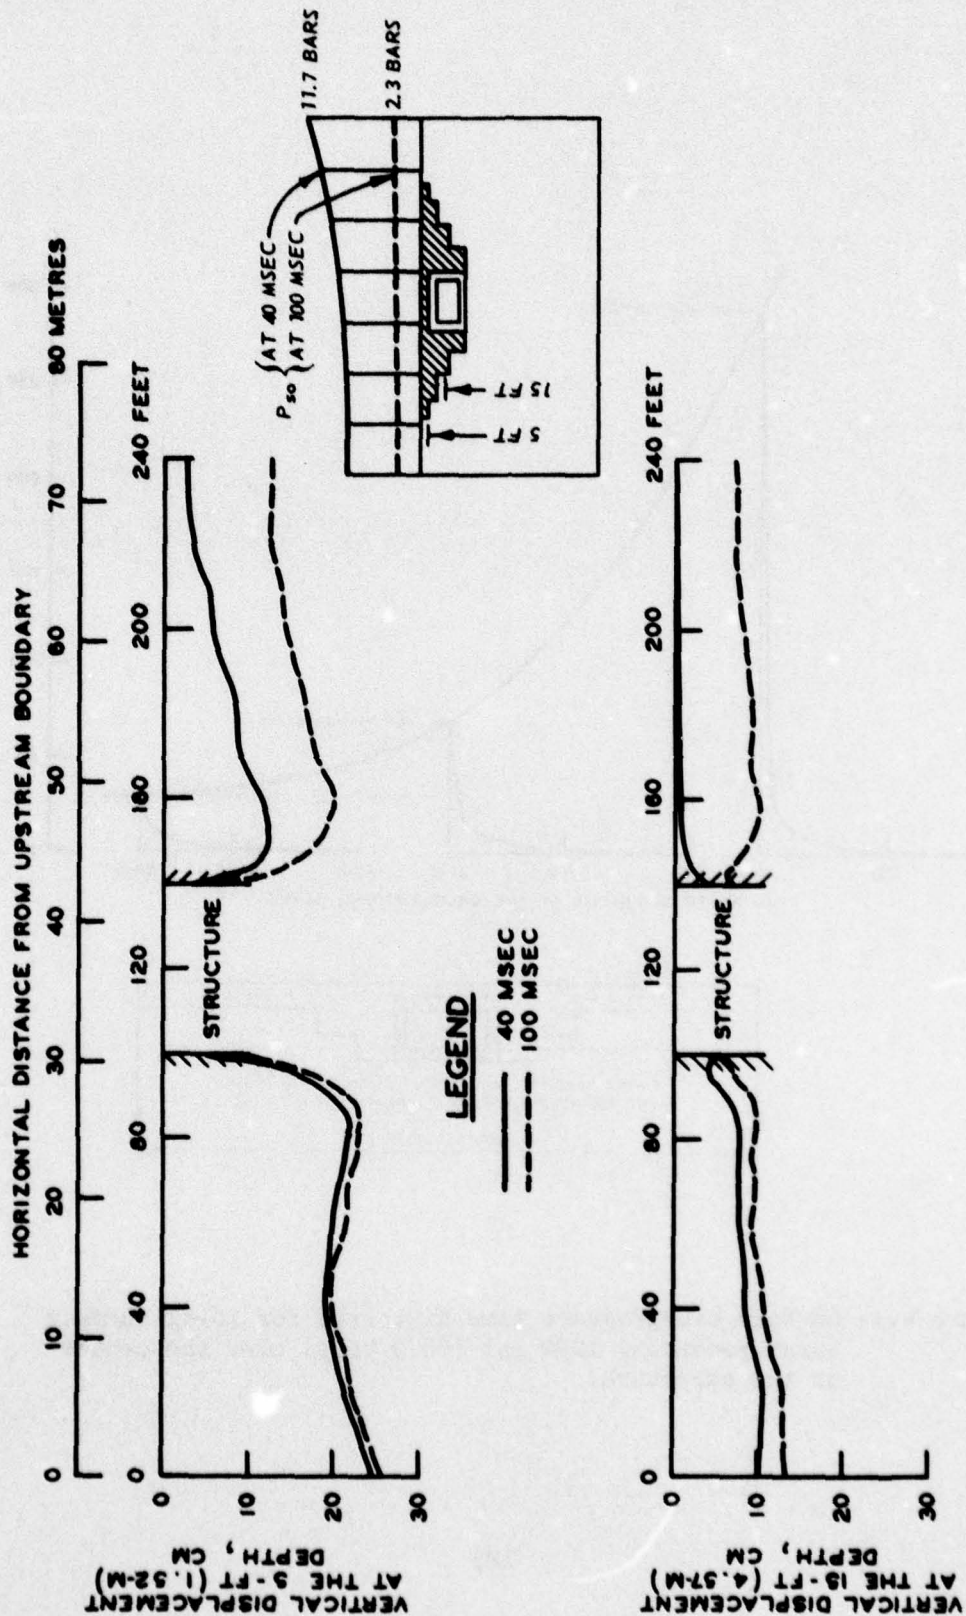 HORIZONTAL DISTANCE FROM UPSTREAM BOUNDARY
0 10 20 30 40 50 60 70 80 METRES
0 40 80 120 160 200 240 FEET
VERTICAL DISPLACEMENT
AT THE 5-FT (1.52-M)
DEPTH, CM
0
10
20
30
STRUCTURE
LEGEND
40 MSEC
100 MSEC
Pso { AT 40 MSEC
AT 100 MSEC
11.7 BARS
2.3 BARS
5 FT
15 FT
0 40 80 120 160 200 240
VERTICAL DISPLACEMENT
AT THE 15-FT (4.57-M)
DEPTH, CM
0
10
20
30
STRUCTURE